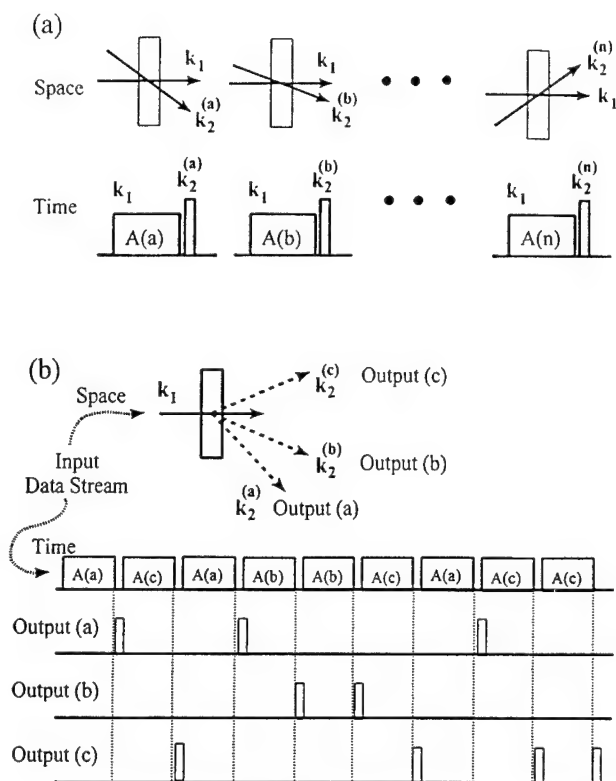 (a)
Space
k1
k2(a)
k1
k2(b)
k2(n)
k1
Time
k1 k2(a)
A(a)
k1 k2(b)
A(b)
k1 k2(n)
A(n)
(b)
Space
k1
k2(c) Output (c)
k2(b) Output (b)
k2(a) Output (a)
Input
Data Stream
Time
A(a) A(c) A(a) A(b) A(b) A(c) A(a) A(c) A(c)
Output (a)
Output (b)
Output (c)